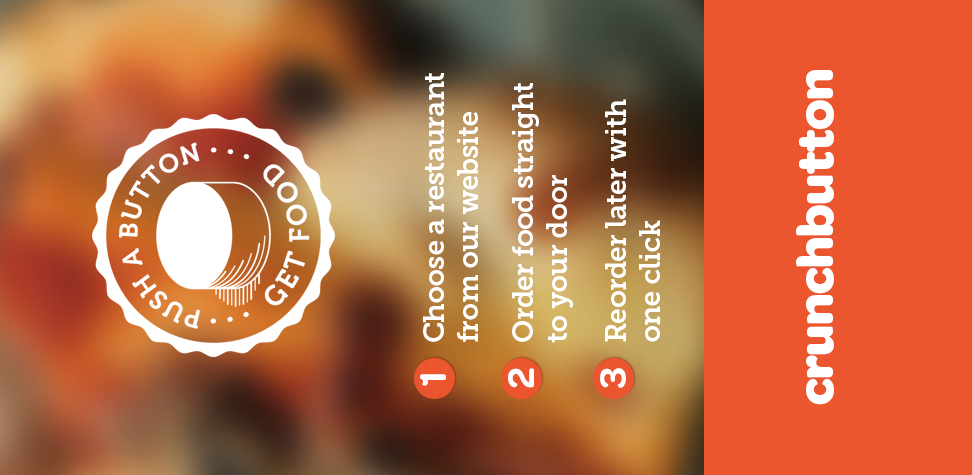 PUSH A BUTTON ···
GET FOOD ···
1 Choose a restaurant
from our website
2 Order food straight
to your door
3 Reorder later with
one click
crunchbutton